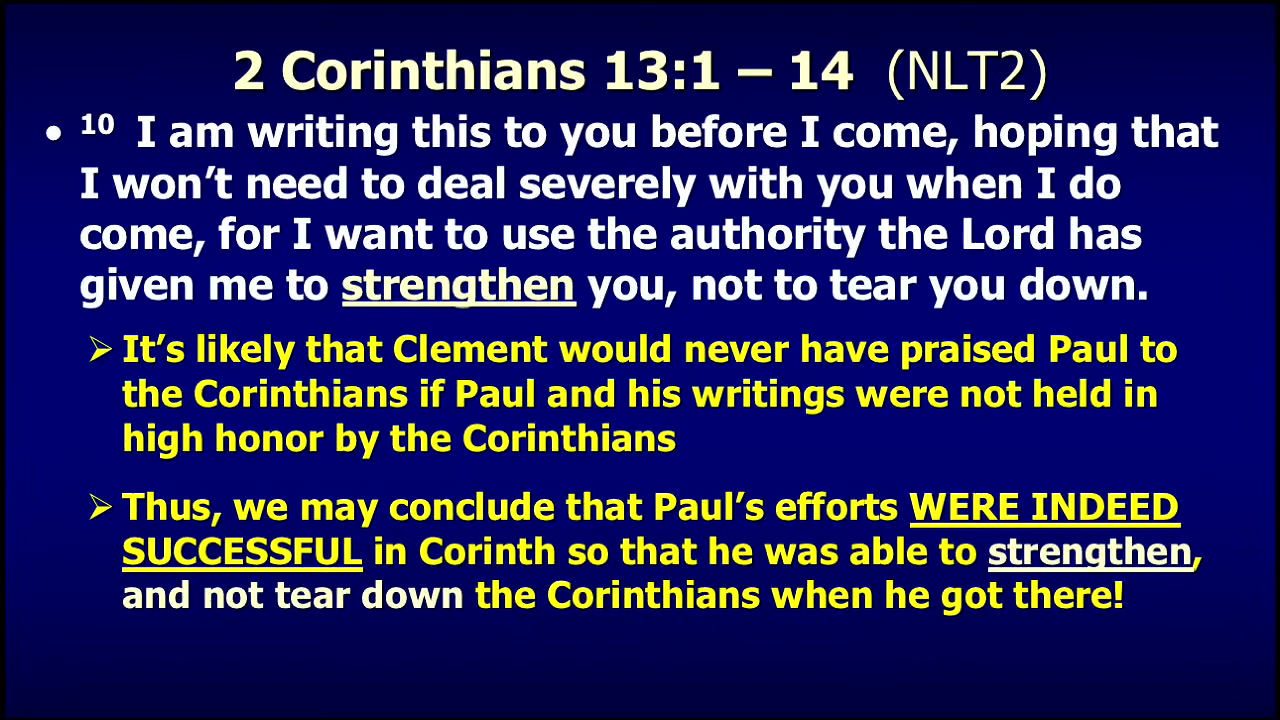 2 Corinthians 13:1 – 14 (NLT2)
• 10 I am writing this to you before I come, hoping that
I won’t need to deal severely with you when I do
come, for I want to use the authority the Lord has
given me to strengthen you, not to tear you down.
➢ It’s likely that Clement would never have praised Paul to
the Corinthians if Paul and his writings were not held in
high honor by the Corinthians
➢ Thus, we may conclude that Paul’s efforts WERE INDEED
SUCCESSFUL in Corinth so that he was able to strengthen,
and not tear down the Corinthians when he got there!